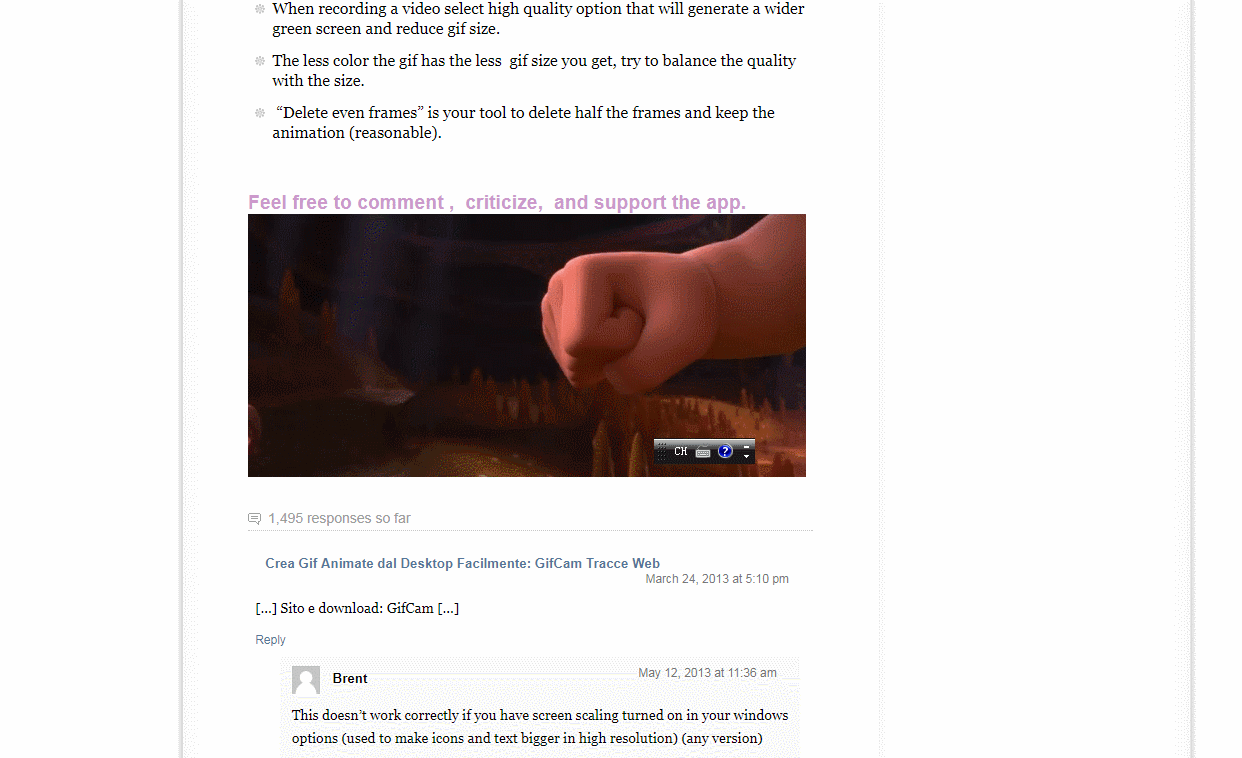 When recording a video select high quality option that will generate a wider
green screen and reduce gif size.
The less color the gif has the less  gif size you get, try to balance the quality
with the size.
“Delete even frames” is your tool to delete half the frames and keep the
animation (reasonable).
Feel free to comment ,  criticize,  and support the app.
CH
?
1,495 responses so far
Crea Gif Animate dal Desktop Facilmente: GifCam Tracce Web
March 24, 2013 at 5:10 pm
[...] Sito e download: GifCam [...]
Reply
Brent
May 12, 2013 at 11:36 am
This doesn’t work correctly if you have screen scaling turned on in your windows
options (used to make icons and text bigger in high resolution) (any version)